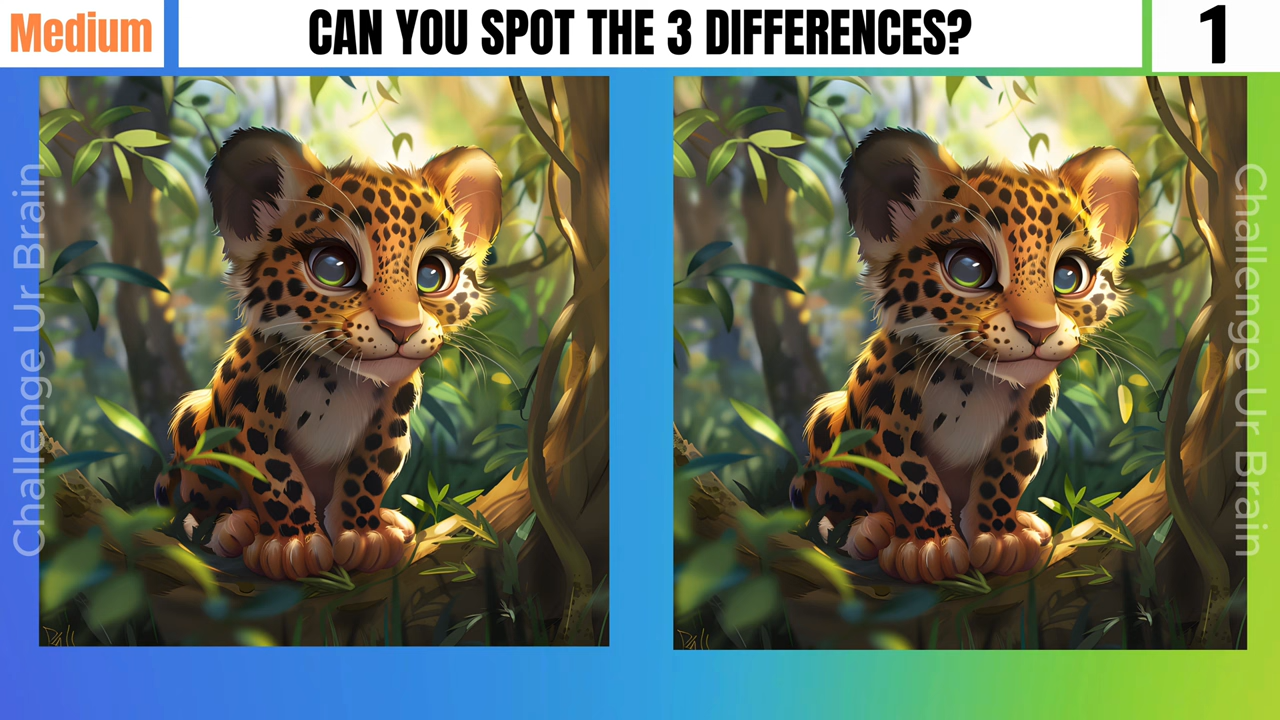 Medium
CAN YOU SPOT THE 3 DIFFERENCES?
1
Challenge Ur Brain
Challenge Ur Brain